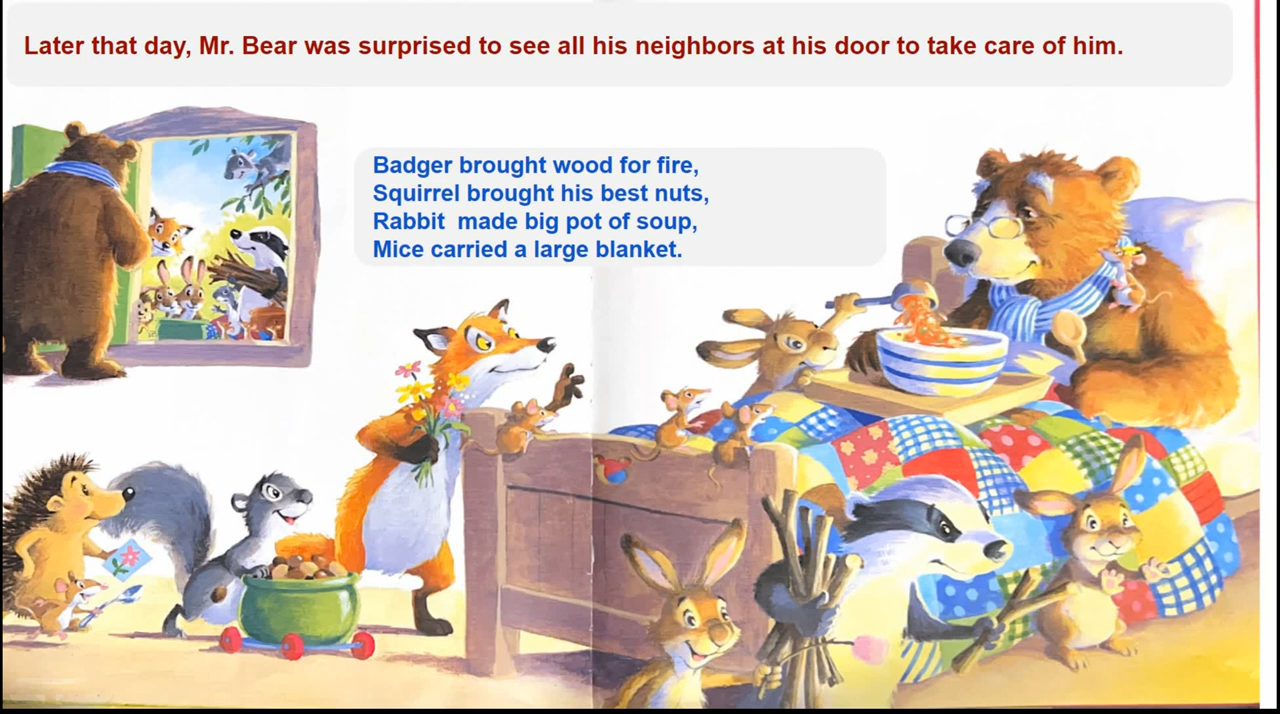 Later that day, Mr. Bear was surprised to see all his neighbors at his door to take care of him.
Badger brought wood for fire,
Squirrel brought his best nuts,
Rabbit made big pot of soup,
Mice carried a large blanket.